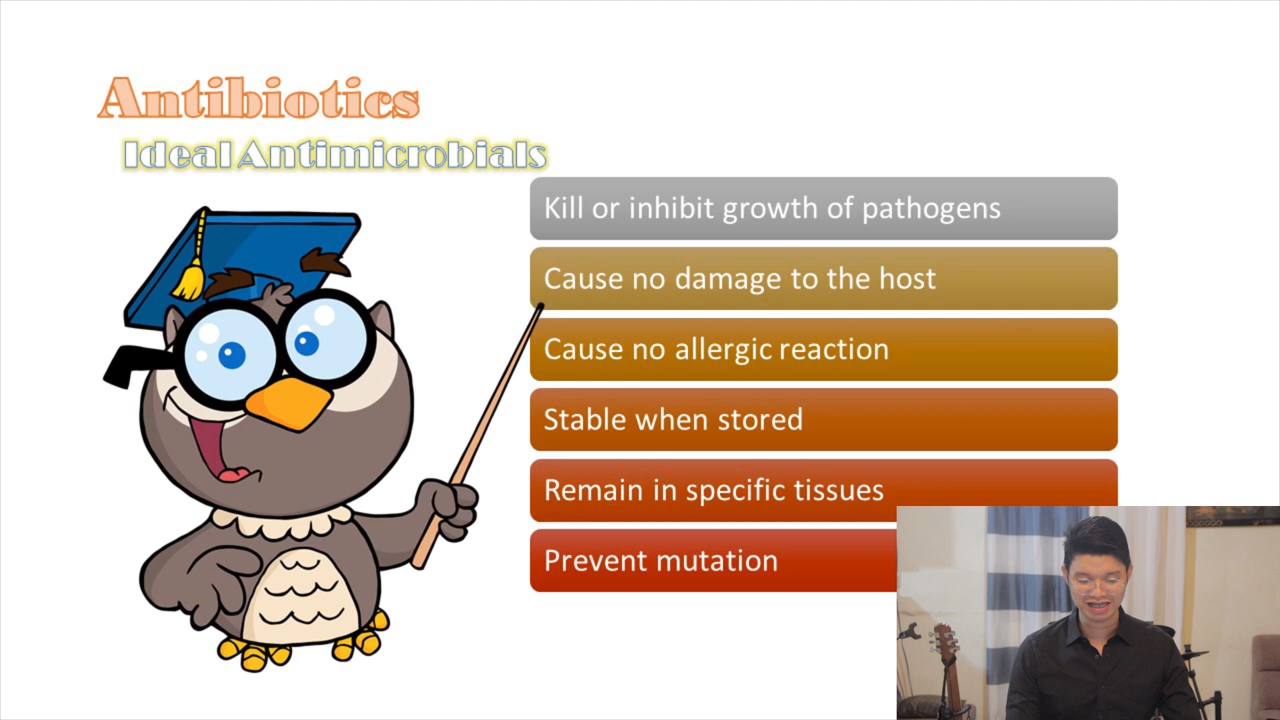 Antibiotics
Ideal Antimicrobials
Kill or inhibit growth of pathogens
Cause no damage to the host
Cause no allergic reaction
Stable when stored
Remain in specific tissues
Prevent mutation